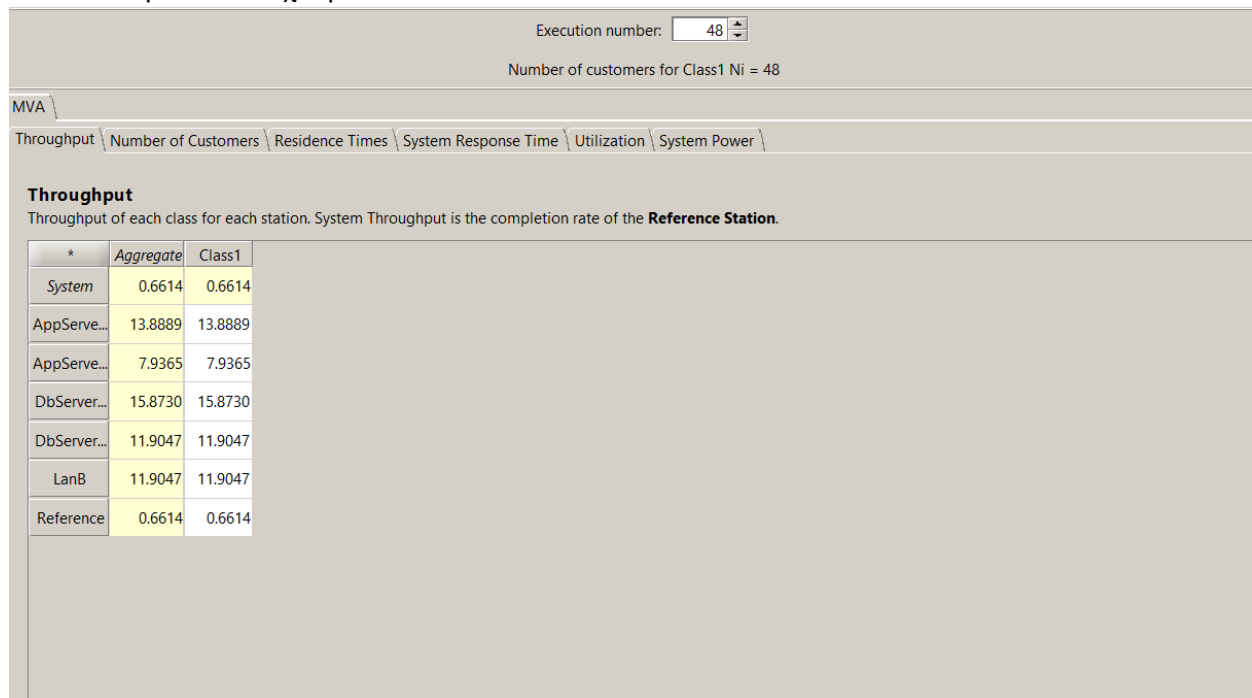 Execution number: 48
Number of customers for Class1 Ni = 48
MVA
Throughput Number of Customers Residence Times System Response Time Utilization System Power
Throughput
Throughput of each class for each station. System Throughput is the completion rate of the Reference Station.
* Aggregate Class1
System 0.6614 0.6614
AppServe... 13.8889 13.8889
AppServe... 7.9365 7.9365
DbServer... 15.8730 15.8730
DbServer... 11.9047 11.9047
LanB 11.9047 11.9047
Reference 0.6614 0.6614